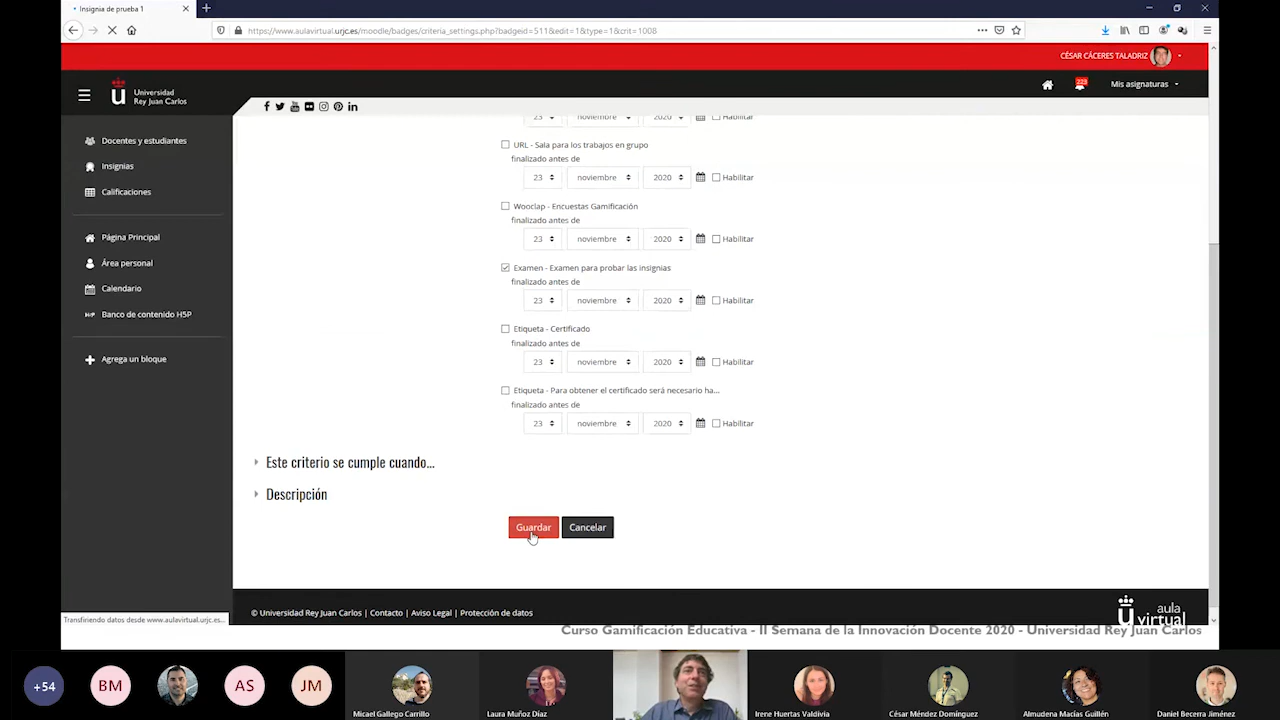 Insignia de prueba 1
https://www.aulavirtual.urjc.es/moodle/badges/criteria_settings.php?badgeid=511&edit=1&type=1&crit=1008
CÉSAR CÁCERES TALADRIZ
Universidad
Rey Juan Carlos
223
Mis asignaturas
Docentes y estudiantes
Insignias
Calificaciones
Página Principal
Área personal
Calendario
H5P Banco de contenido H5P
Agrega un bloque
23 noviembre 2020 Habilitar
URL - Sala para los trabajos en grupo
finalizado antes de
23 noviembre 2020 Habilitar
Wooclap - Encuestas Gamificación
finalizado antes de
23 noviembre 2020 Habilitar
Examen - Examen para probar las insignias
finalizado antes de
23 noviembre 2020 Habilitar
Etiqueta - Certificado
finalizado antes de
23 noviembre 2020 Habilitar
Etiqueta - Para obtener el certificado será necesario ha...
finalizado antes de
23 noviembre 2020 Habilitar
Este criterio se cumple cuando...
Descripción
Guardar Cancelar
© Universidad Rey Juan Carlos | Contacto | Aviso Legal | Protección de datos
aula
virtual
Transfiriendo datos desde www.aulavirtual.urjc.es...
Curso Gamificación Educativa - II Semana de la Innovación Docente 2020 - Universidad Rey Juan Carlos
+54
BM
AS
JM
Micael Gallego Carrillo
Laura Muñoz Díaz
Irene Huertas Valdivia
César Méndez Domínguez
Almudena Macías Guillén
Daniel Becerra Jiménez